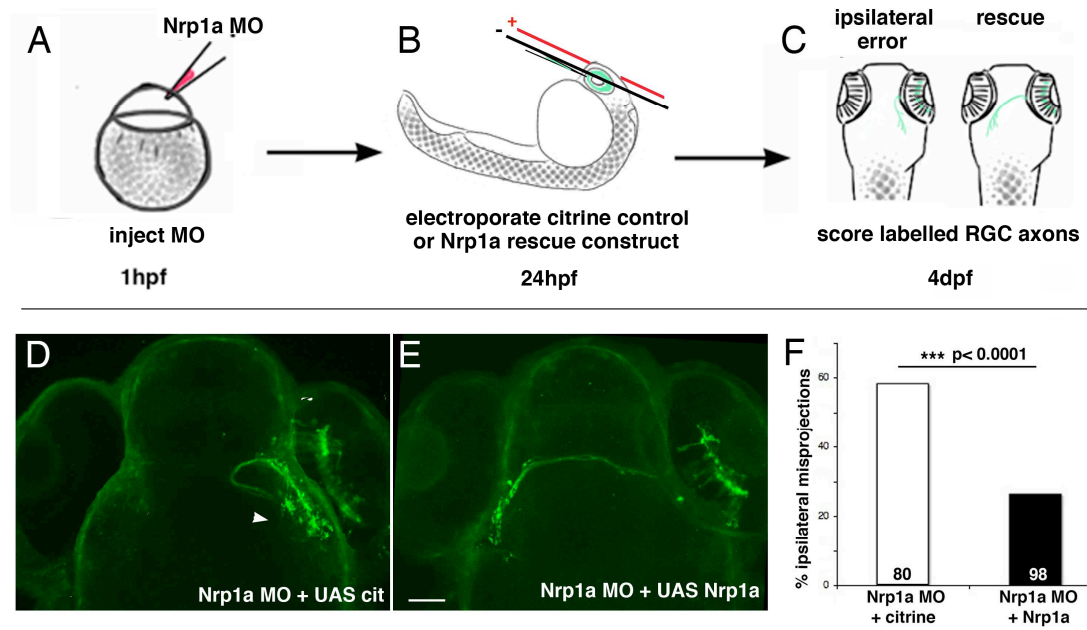 A
Nrp1a MO
inject MO
1hpf
B
-
+
electroporate citrine control
or Nrp1a rescue construct
24hpf
C
ipsilateral
error
rescue
score labelled RGC axons
4dpf
D
Nrp1a MO + UAS cit
E
Nrp1a MO + UAS Nrp1a
F
*** p< 0.0001
% ipsilateral misprojections
60
40
20
0
80
98
Nrp1a MO
+ citrine
Nrp1a MO
+ Nrp1a